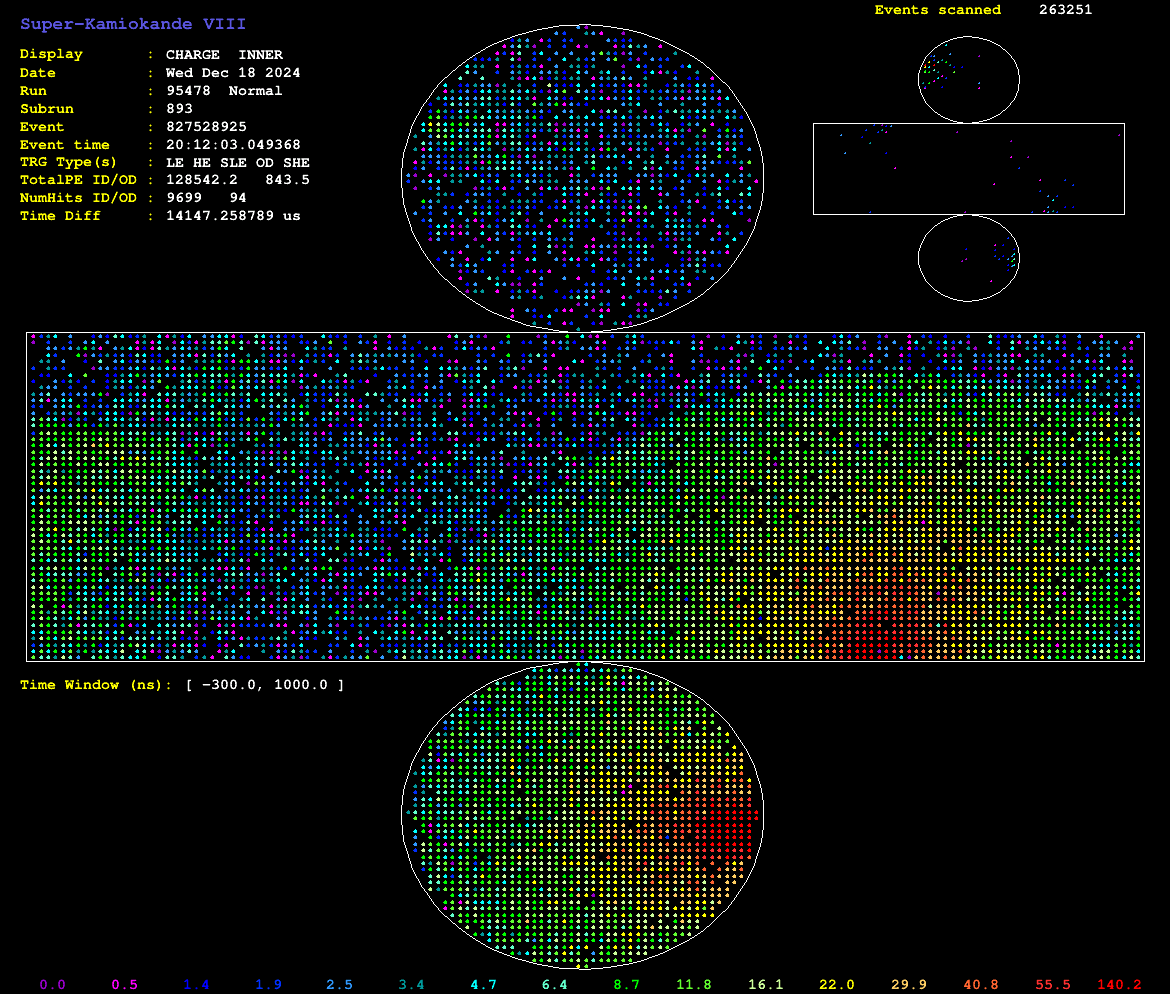 Super-Kamiokande VIII
Events scanned 263251
Display : CHARGE INNER
Date : Wed Dec 18 2024
Run : 95478 Normal
Subrun : 893
Event : 827528925
Event time : 20:12:03.049368
TRG Type(s) : LE HE SLE OD SHE
TotalPE ID/OD : 128542.2 843.5
NumHits ID/OD : 9699 94
Time Diff : 14147.258789 us
Time Window (ns): [ −300.0, 1000.0 ]
0.0 0.5 1.4 1.9 2.5 3.4 4.7 6.4 8.7 11.8 16.1 22.0 29.9 40.8 55.5 140.2